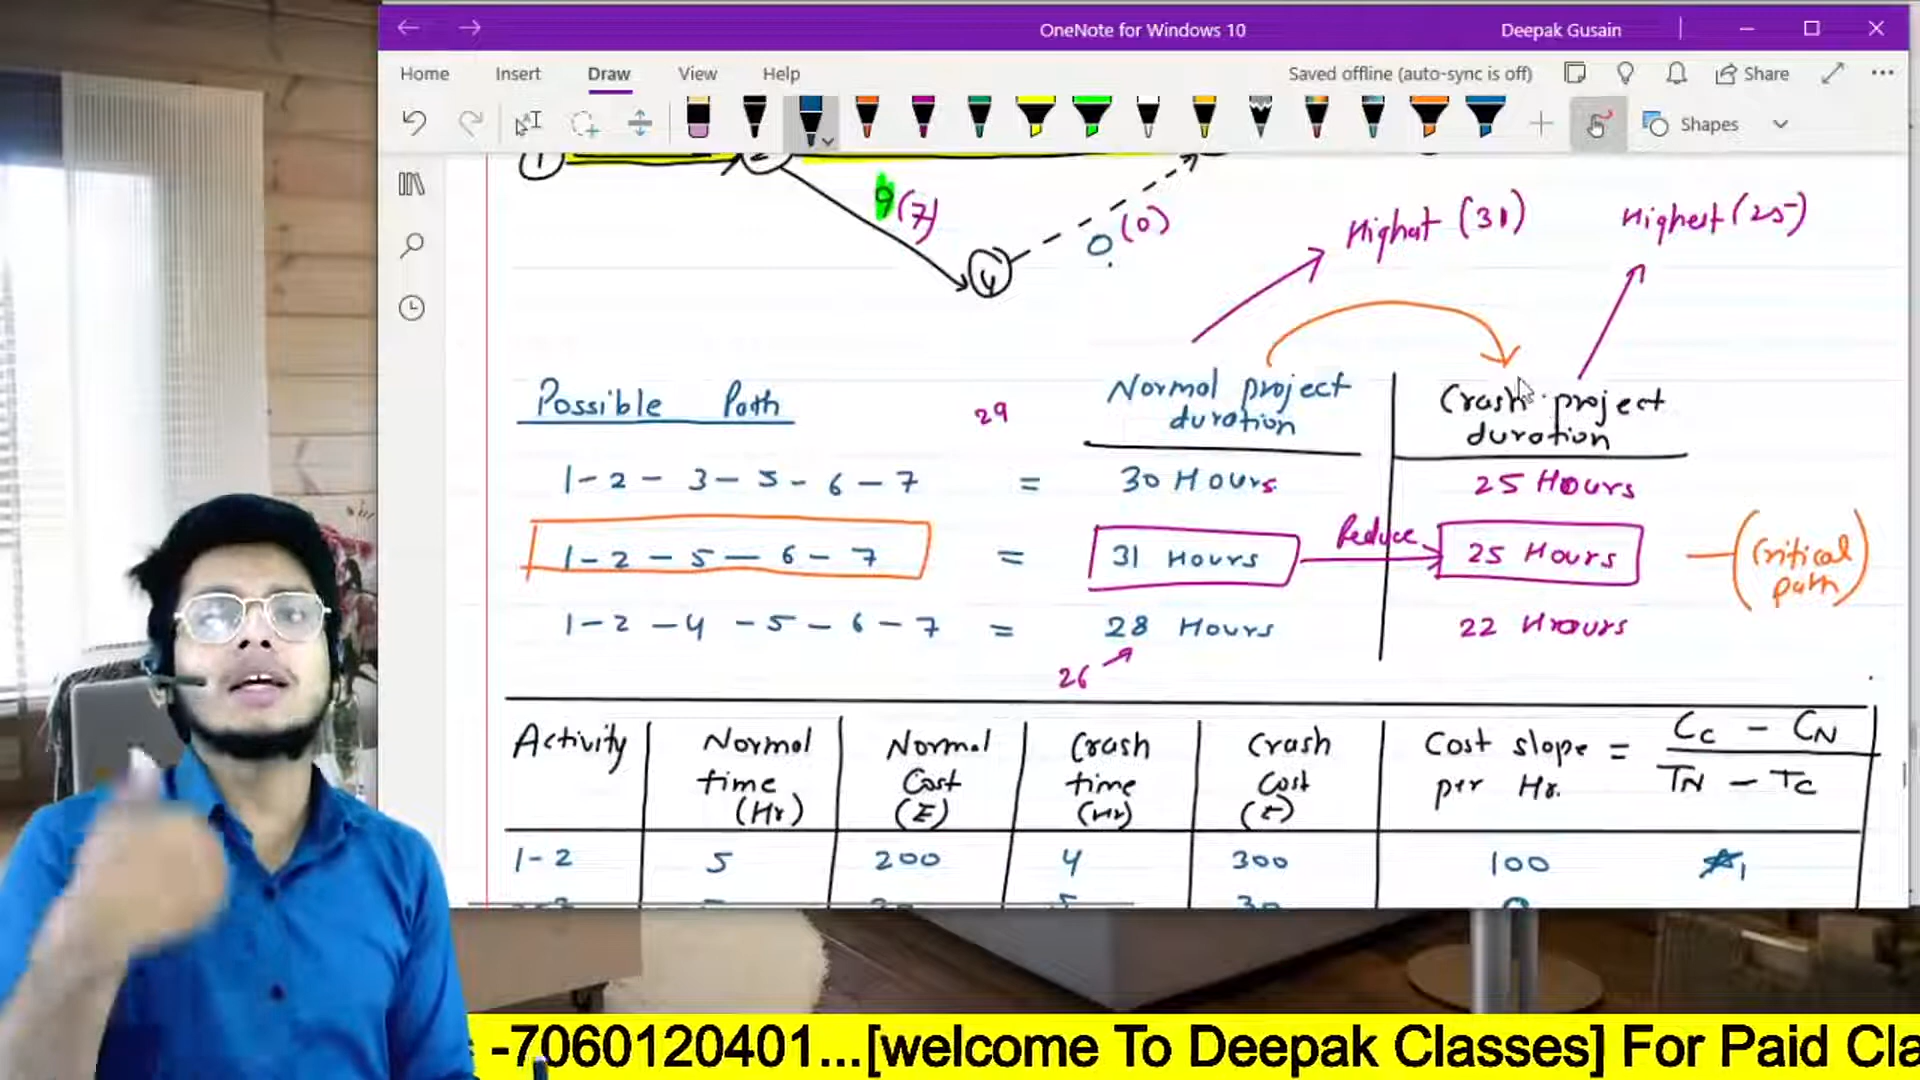 OneNote for Windows 10
Deepak Gusain
Home Insert Draw View Help
Saved offline (auto-sync is off)
Share
Shapes
1
9 (7)
0 (0)
4
Highat (31)
Highest (25)
Possible Path
29
Normal project duration
Crash project duration
1 - 2 - 3 - 5 - 6 - 7 = 30 Hours 25 Hours
1 - 2 - 5 - 6 - 7 = 31 Hours Reduce 25 Hours (Critical path)
1 - 2 - 4 - 5 - 6 - 7 = 28 Hours 22 Hrours
26
Activity
Normal time (Hr)
Normal Cost (£)
Crash time (Hr)
Crash Cost (£)
Cost slope per Hr. = Cc - CN / TN - Tc
1-2 5 200 4 300 100
-7060120401...[welcome To Deepak Classes] For Paid Cla